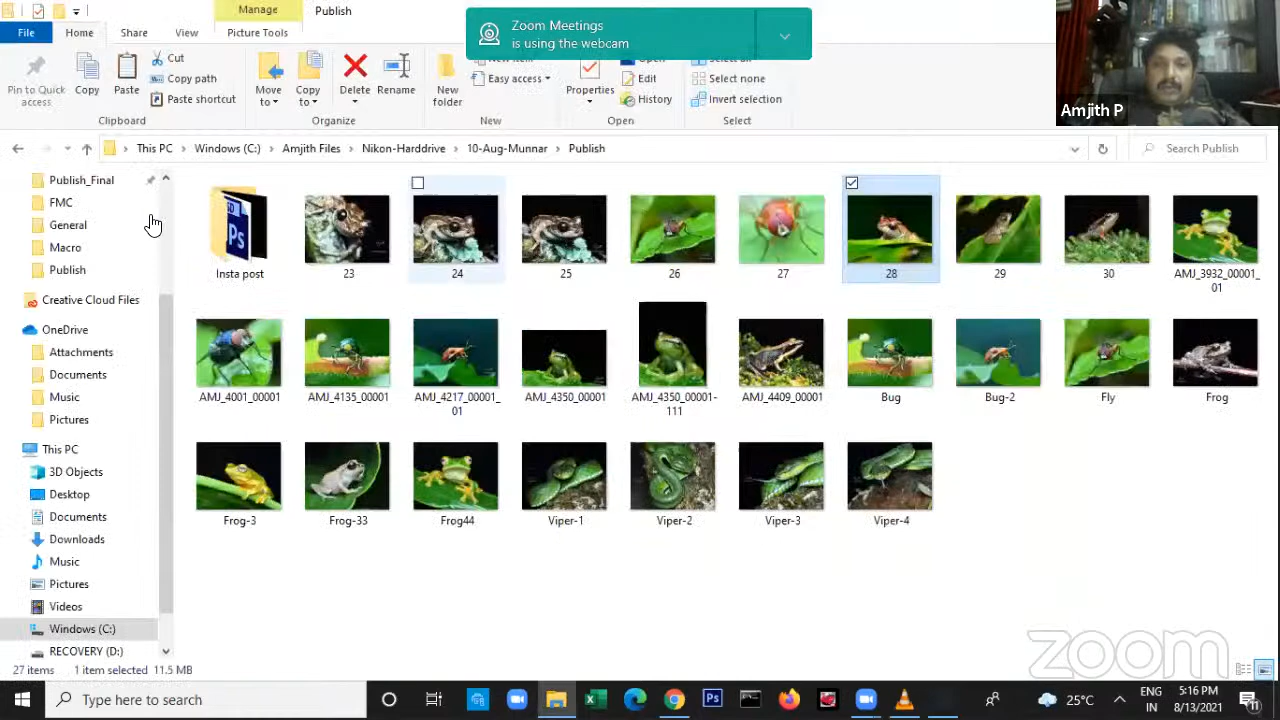 Manage
Publish
Zoom Meetings
is using the webcam
File
Home
Share
View
Picture Tools
Pin to Quick
access
Copy
Paste
Cut
Copy path
Paste shortcut
Move
to
Copy
to
Delete
Rename
New
folder
Easy access
Properties
Edit
History
Select none
Invert selection
Clipboard
Organize
New
Open
Select
Amjith P
This PC
Windows (C:)
Amjith Files
Nikon-Harddrive
10-Aug-Munnar
Publish
Search Publish
Publish_Final
FMC
General
Macro
Publish
Creative Cloud Files
OneDrive
Attachments
Documents
Music
Pictures
This PC
3D Objects
Desktop
Documents
Downloads
Music
Pictures
Videos
Windows (C:)
RECOVERY (D:)
Ps
Insta post
23
24
25
26
27
28
29
30
AMJ_3932_00001_
01
AMJ_4001_00001
AMJ_4135_00001
AMJ_4217_00001_
01
AMJ_4350_00001
AMJ_4350_00001-
111
AMJ_4409_00001
Bug
Bug-2
Fly
Frog
Frog-3
Frog-33
Frog44
Viper-1
Viper-2
Viper-3
Viper-4
zoom
27 items
1 item selected 11.5 MB
Type here to search
Ps
25°C
ENG
IN
5:16 PM
8/13/2021